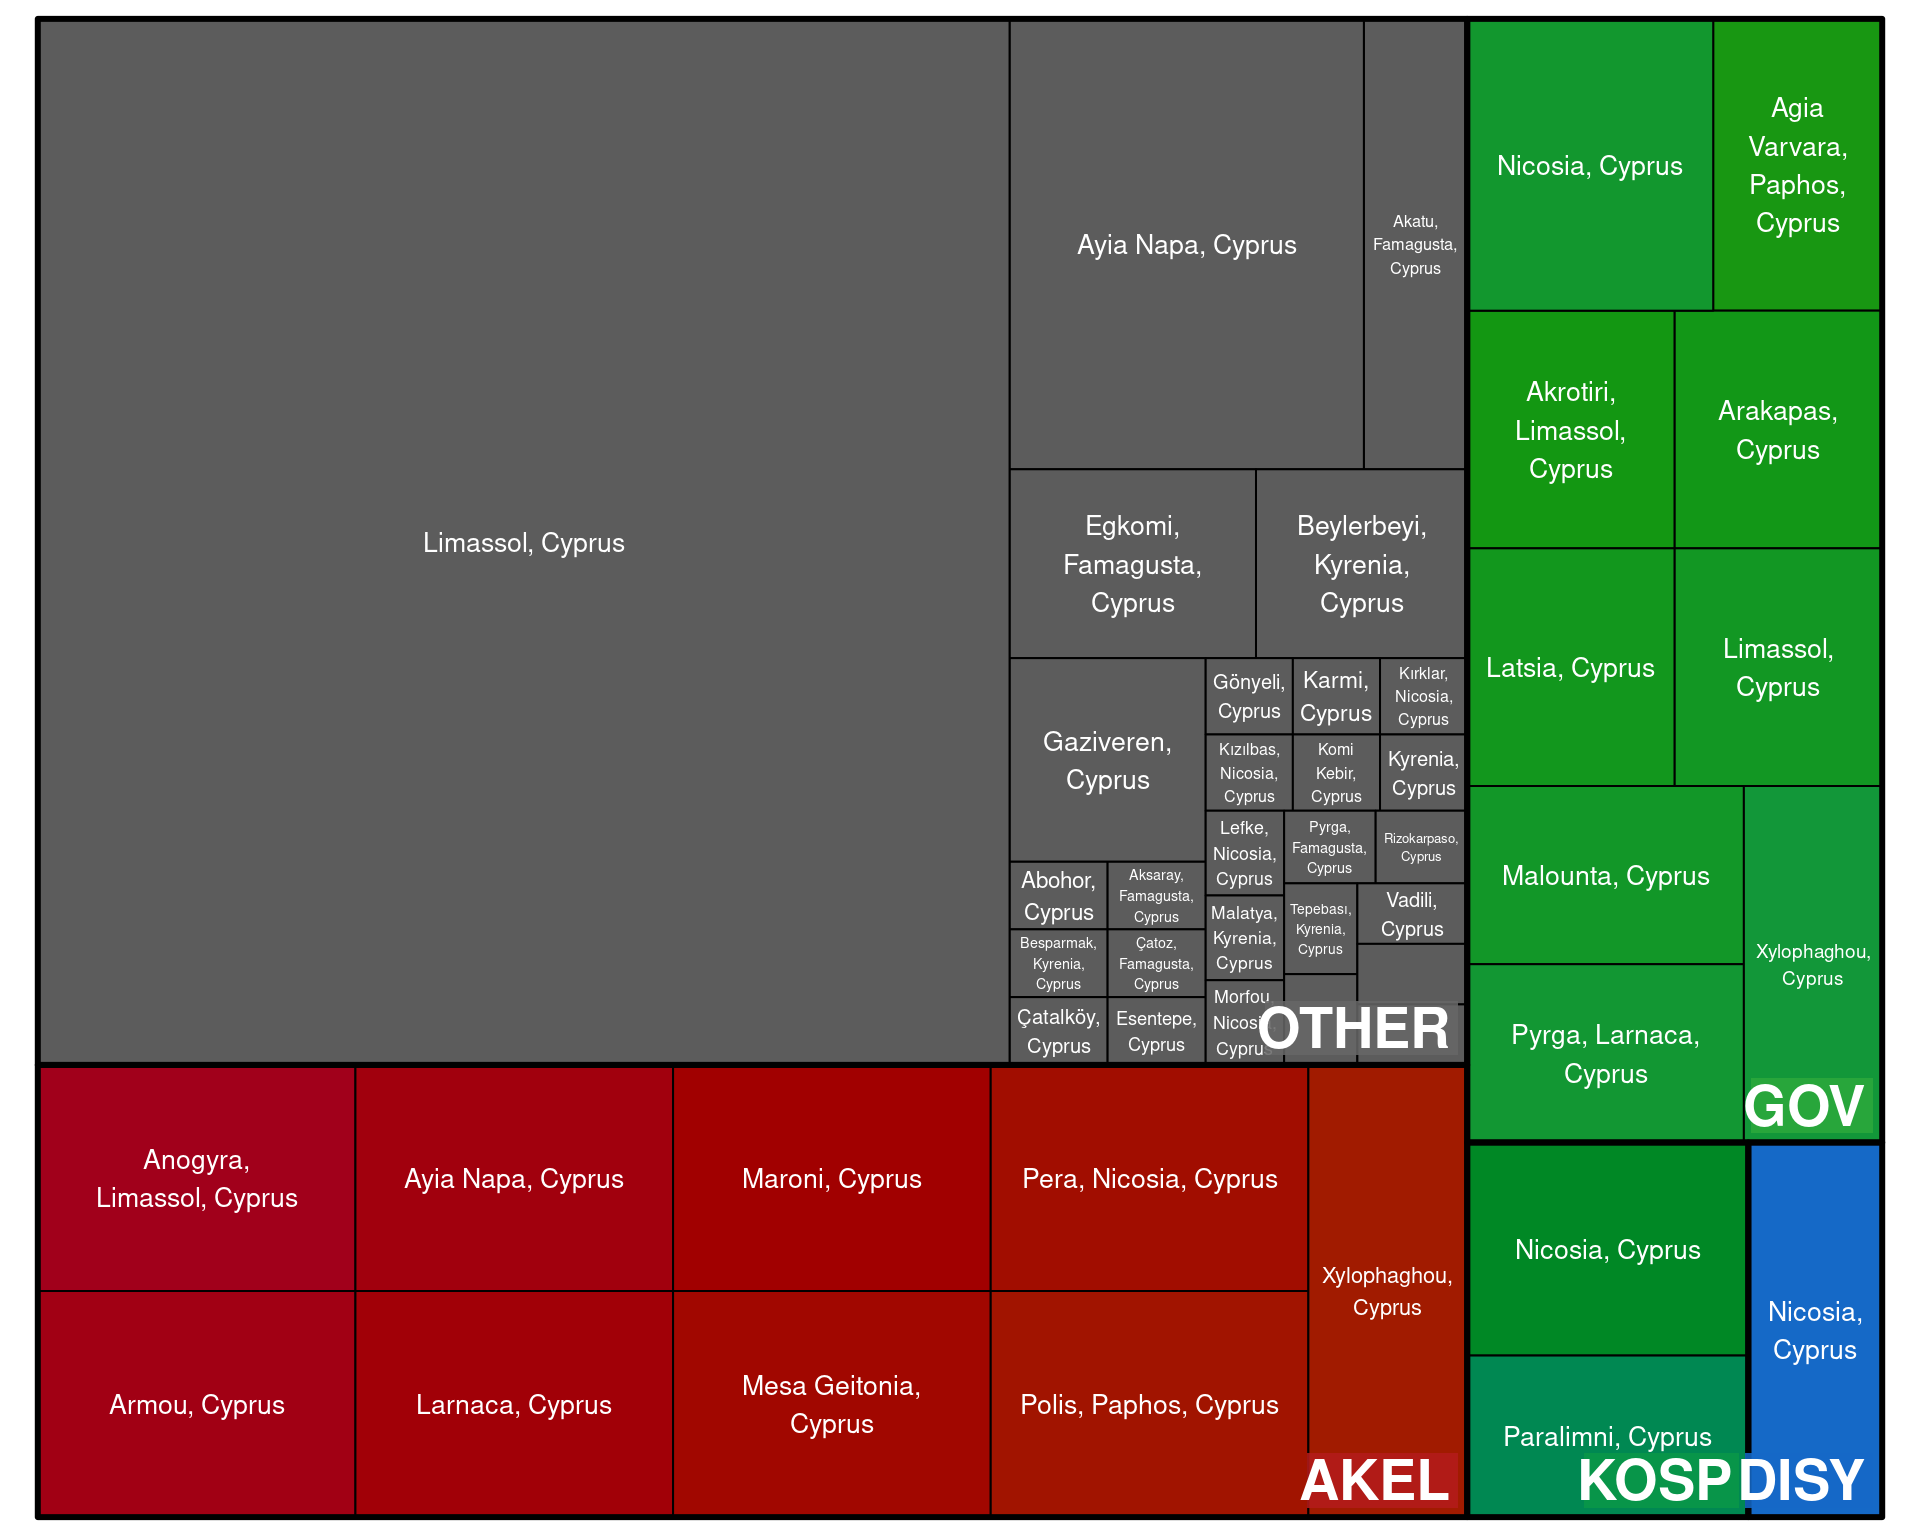 Limassol, Cyprus
Ayia Napa, Cyprus
Akatu,
Famagusta,
Cyprus
Egkomi,
Famagusta,
Cyprus
Beylerbeyi,
Kyrenia,
Cyprus
Gaziveren,
Cyprus
Gönyeli,
Cyprus
Karmi,
Cyprus
Kırklar,
Nicosia,
Cyprus
Kızılbas,
Nicosia,
Cyprus
Komi
Kebir,
Cyprus
Kyrenia,
Cyprus
Lefke,
Nicosia,
Cyprus
Pyrga,
Famagusta,
Cyprus
Rizokarpaso,
Cyprus
Abohor,
Cyprus
Aksaray,
Famagusta,
Cyprus
Malatya,
Kyrenia,
Cyprus
Tepebası,
Kyrenia,
Cyprus
Vadili,
Cyprus
Besparmak,
Kyrenia,
Cyprus
Çatoz,
Famagusta,
Cyprus
Çatalköy,
Cyprus
Esentepe,
Cyprus
Morfou,
Nicosia,
Cyprus
OTHER
Nicosia, Cyprus
Agia
Varvara,
Paphos,
Cyprus
Akrotiri,
Limassol,
Cyprus
Arakapas,
Cyprus
Latsia, Cyprus
Limassol,
Cyprus
Malounta, Cyprus
Xylophaghou,
Cyprus
Pyrga, Larnaca,
Cyprus
GOV
Anogyra,
Limassol, Cyprus
Ayia Napa, Cyprus
Maroni, Cyprus
Pera, Nicosia, Cyprus
Xylophaghou,
Cyprus
Armou, Cyprus
Larnaca, Cyprus
Mesa Geitonia,
Cyprus
Polis, Paphos, Cyprus
AKEL
Nicosia, Cyprus
Paralimni, Cyprus
KOSP
Nicosia,
Cyprus
DISY